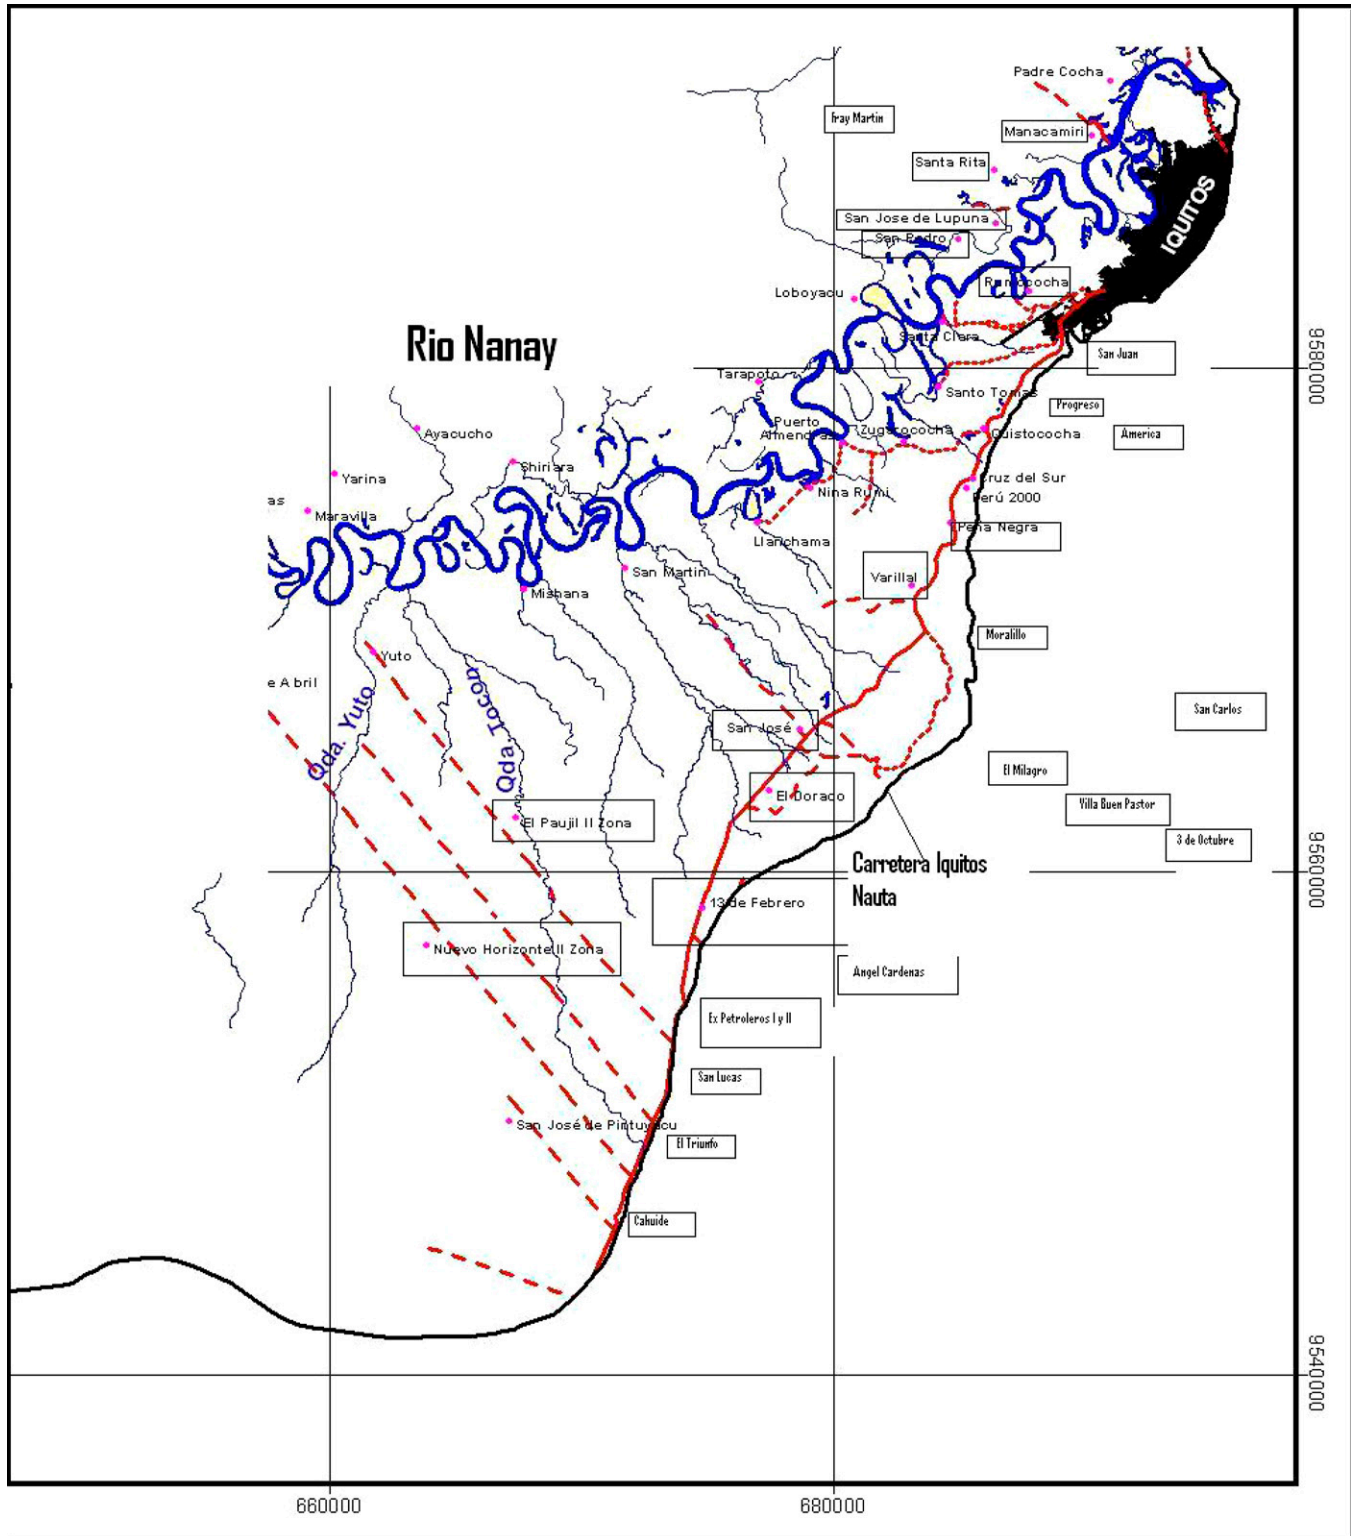 Padre Cocha
fray Martin
Manacamiri
Santa Rita
IQUITOS
San Jose de Lupuna
San Pedro
Rumococha
Loboyacu
Santa Clara
Rio Nanay
San Juan
9580000
Tarapoto
Santo Tomas
Progreso
Puerto
Almendras
Zugarococha
Quistococha
America
Ayacucho
Shiriara
Yarina
Cruz del Sur
Nina Rumi
Perú 2000
as
Maravilla
Peña Negra
Llanchama
San Martin
Varillal
Mishana
Moralillo
Yuto
e Abril
Qda. Yuto
Qda Tocon
San Carlos
San José
El Milagro
El Dorado
Villa Buen Pastor
El Paujil II Zona
3 de Octubre
Carretera Iquitos
Nauta
9560000
13 de Febrero
Nuevo Horizonte II Zona
Angel Cardenas
Ex Petroleros I y II
San Lucas
San José de Pintuyacu
El Triunfo
Cahuide
9540000
660000
680000